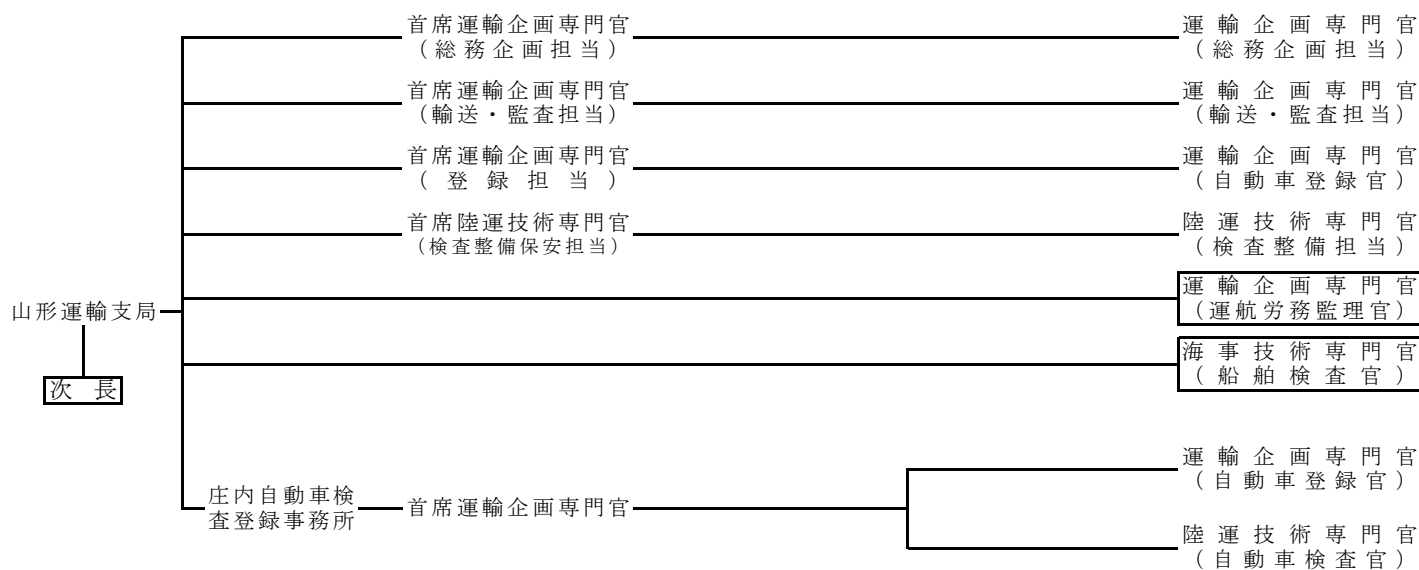 首席運輸企画専門官
（総務企画担当）
運輸企画専門官
（総務企画担当）
首席運輸企画専門官
（輸送・監査担当）
運輸企画専門官
（輸送・監査担当）
首席運輸企画専門官
（登録担当）
運輸企画専門官
（自動車登録官）
首席陸運技術専門官
（検査整備保安担当）
陸運技術専門官
（検査整備担当）
運輸企画専門官
（運航労務監理官）
山形運輸支局
海事技術専門官
（船舶検査官）
次長
庄内自動車検
査登録事務所
首席運輸企画専門官
運輸企画専門官
（自動車登録官）
陸運技術専門官
（自動車検査官）